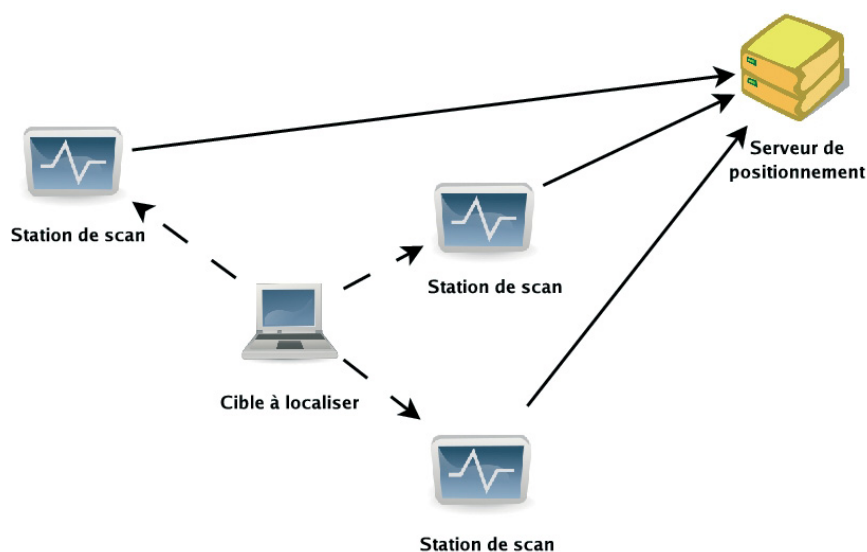 Serveur de
positionnement
Station de scan
Station de scan
Cible à localiser
Station de scan